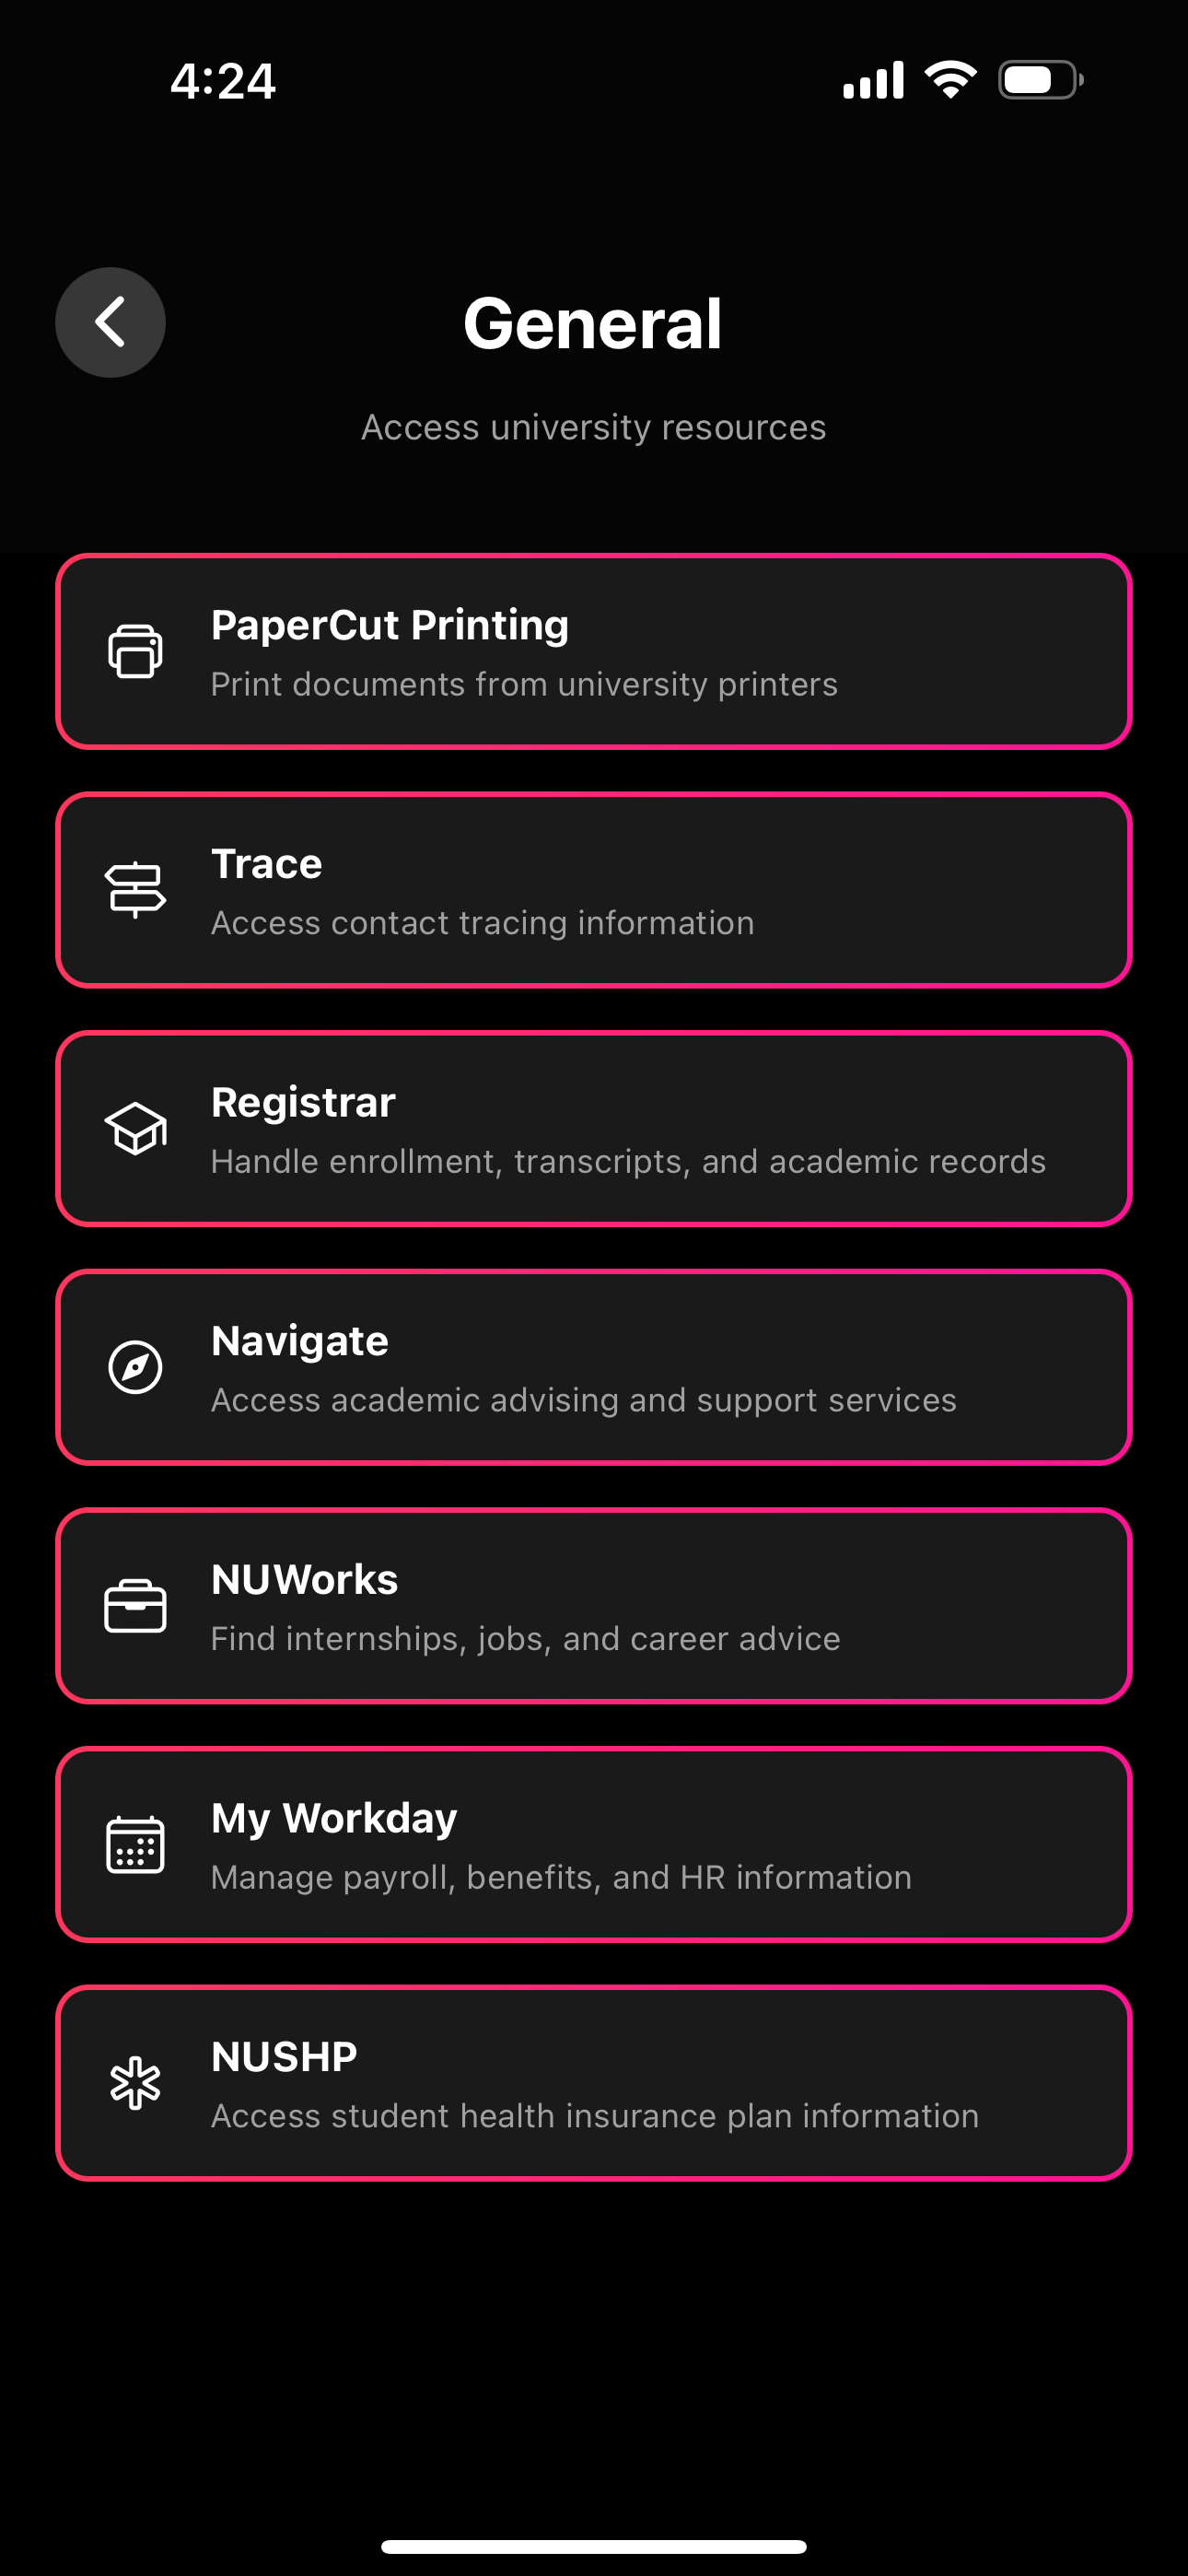 4:24
General
Access university resources
PaperCut Printing
Print documents from university printers
Trace
Access contact tracing information
Registrar
Handle enrollment, transcripts, and academic records
Navigate
Access academic advising and support services
NUWorks
Find internships, jobs, and career advice
My Workday
Manage payroll, benefits, and HR information
NUSHP
Access student health insurance plan information